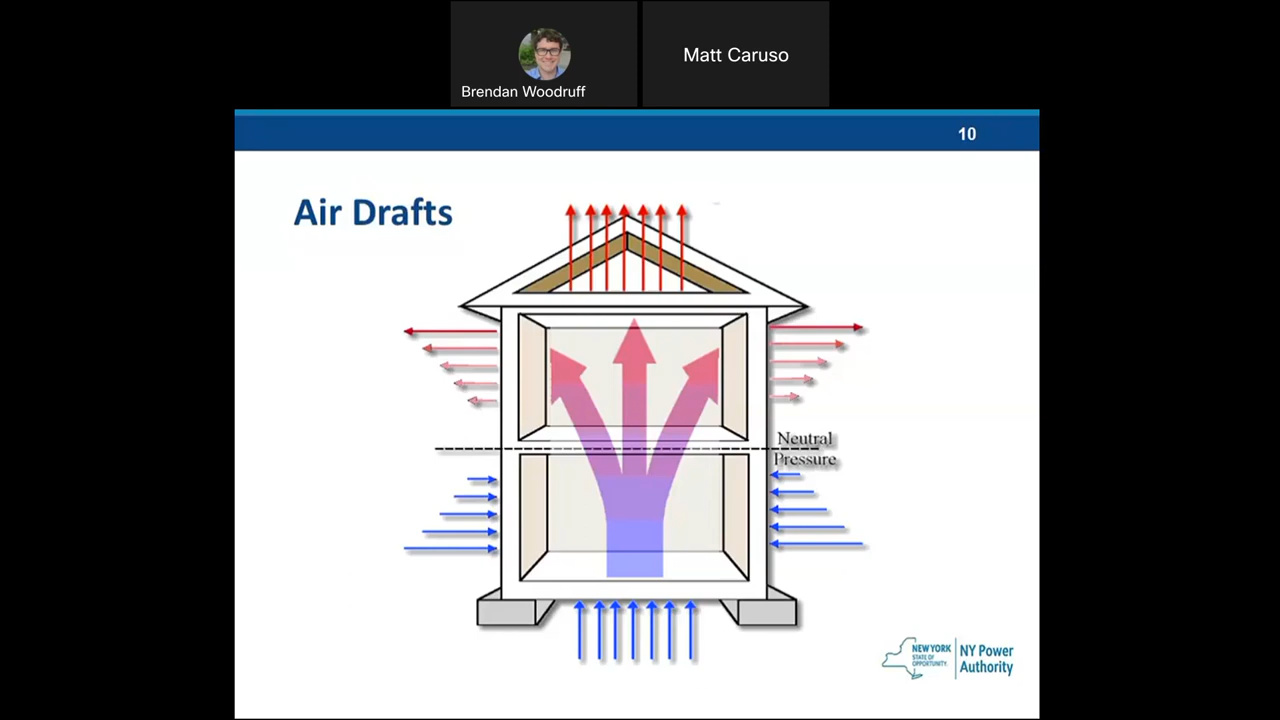 Brendan Woodruff
Matt Caruso
10
Air Drafts
Neutral
Pressure
NEW YORK
STATE OF
OPPORTUNITY.
NY Power
Authority